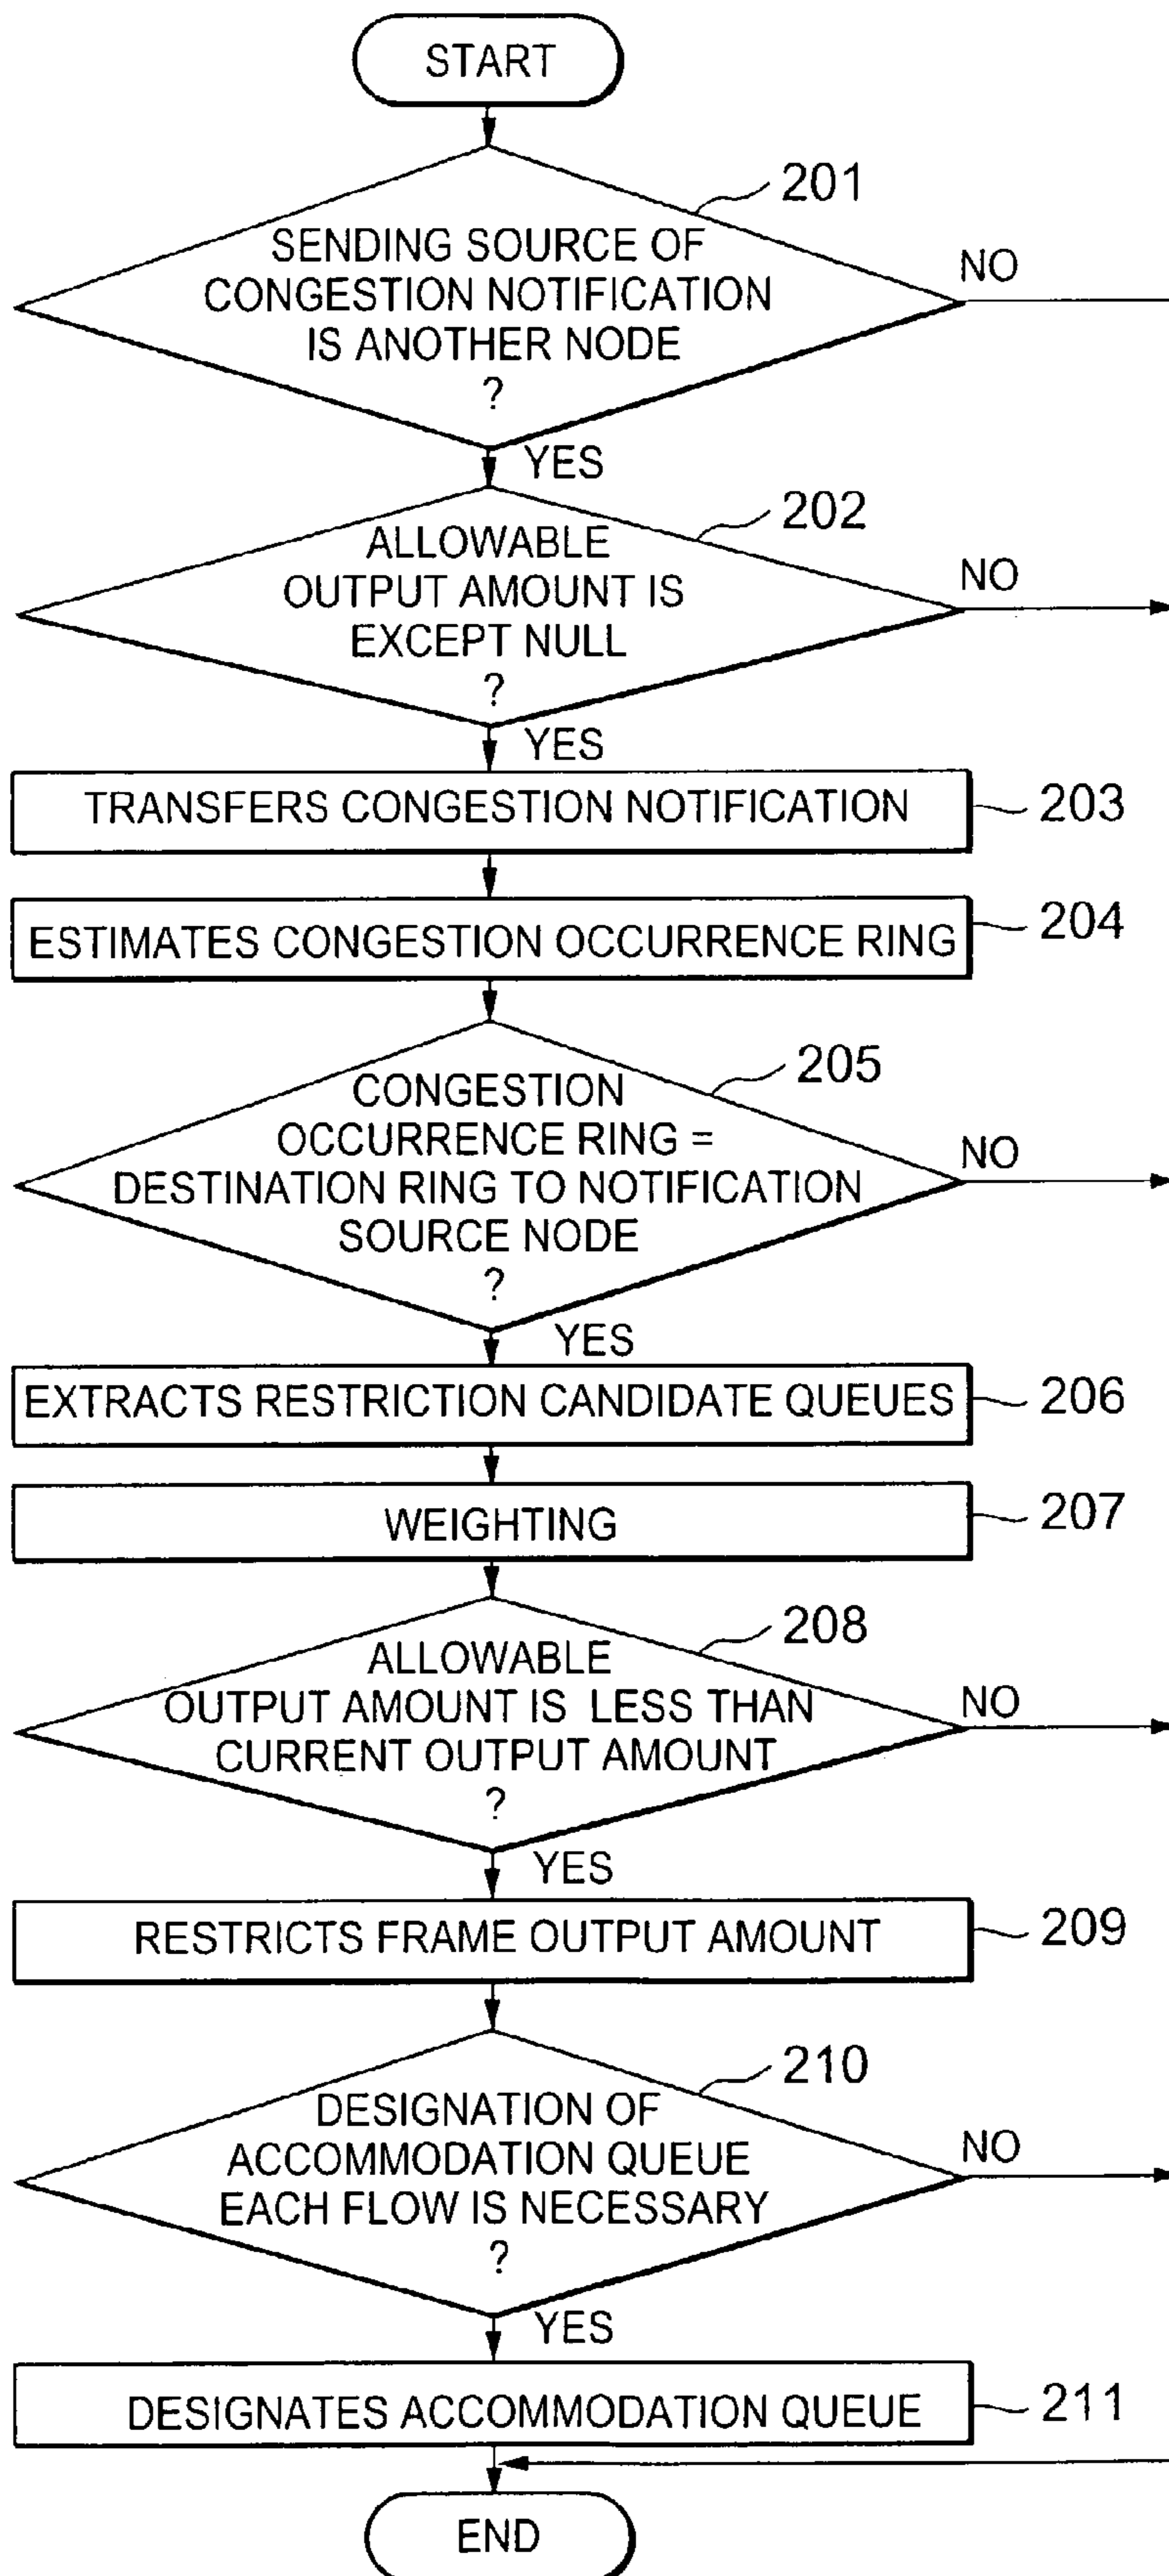 START
201
SENDING SOURCE OF
CONGESTION NOTIFICATION
IS ANOTHER NODE
?
NO
YES
202
ALLOWABLE
OUTPUT AMOUNT IS
EXCEPT NULL
?
NO
YES
TRANSFERS CONGESTION NOTIFICATION
203
ESTIMATES CONGESTION OCCURRENCE RING
204
205
CONGESTION
OCCURRENCE RING =
DESTINATION RING TO NOTIFICATION
SOURCE NODE
?
NO
YES
EXTRACTS RESTRICTION CANDIDATE QUEUES
206
WEIGHTING
207
208
ALLOWABLE
OUTPUT AMOUNT IS LESS THAN
CURRENT OUTPUT AMOUNT
?
NO
YES
RESTRICTS FRAME OUTPUT AMOUNT
209
210
DESIGNATION OF
ACCOMMODATION QUEUE
EACH FLOW IS NECESSARY
?
NO
YES
DESIGNATES ACCOMMODATION QUEUE
211
END